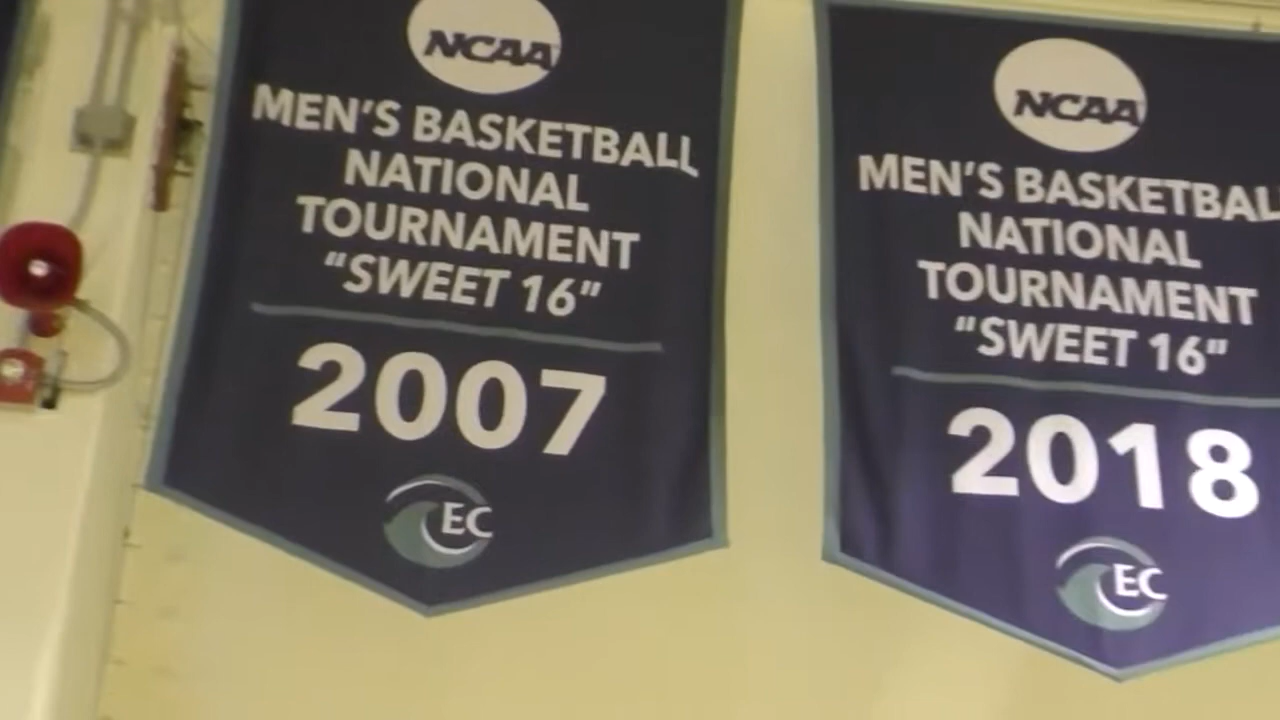 NCAA
MEN'S BASKETBALL
NATIONAL
TOURNAMENT
"SWEET 16"
2007
EC
NCAA
MEN'S BASKETBAL
NATIONAL
TOURNAMENT
"SWEET 16"
2018
EC